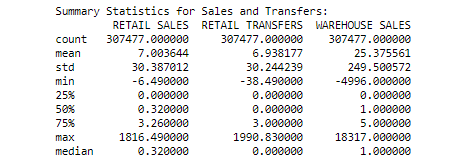 Summary Statistics for Sales and Transfers:
RETAIL SALES RETAIL TRANSFERS WAREHOUSE SALES
count 307477.000000 307477.000000 307477.000000
mean 7.003644 6.938177 25.375561
std 30.387012 30.244239 249.500572
min -6.490000 -38.490000 -4996.000000
25% 0.000000 0.000000 0.000000
50% 0.320000 0.000000 1.000000
75% 3.260000 3.000000 5.000000
max 1816.490000 1990.830000 18317.000000
median 0.320000 0.000000 1.000000